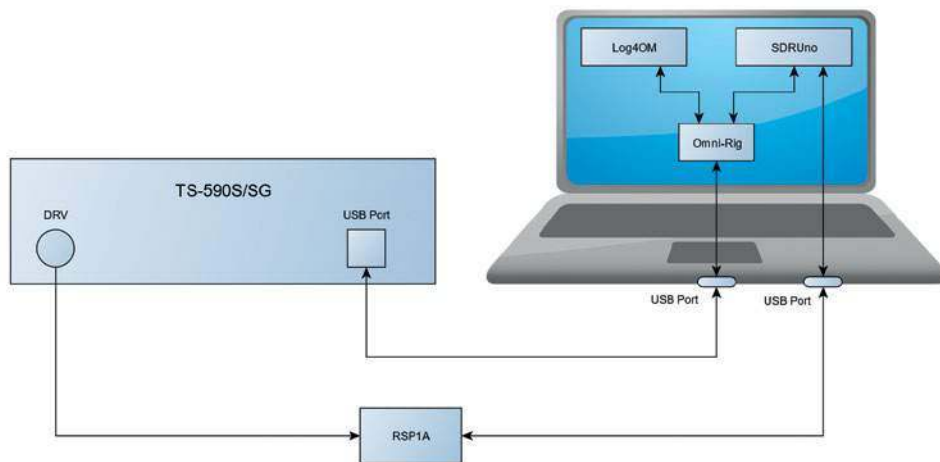 Log4OM
SDRUno
Omni-Rig
TS-590S/SG
DRV
USB Port
USB Port
USB Port
RSP1A